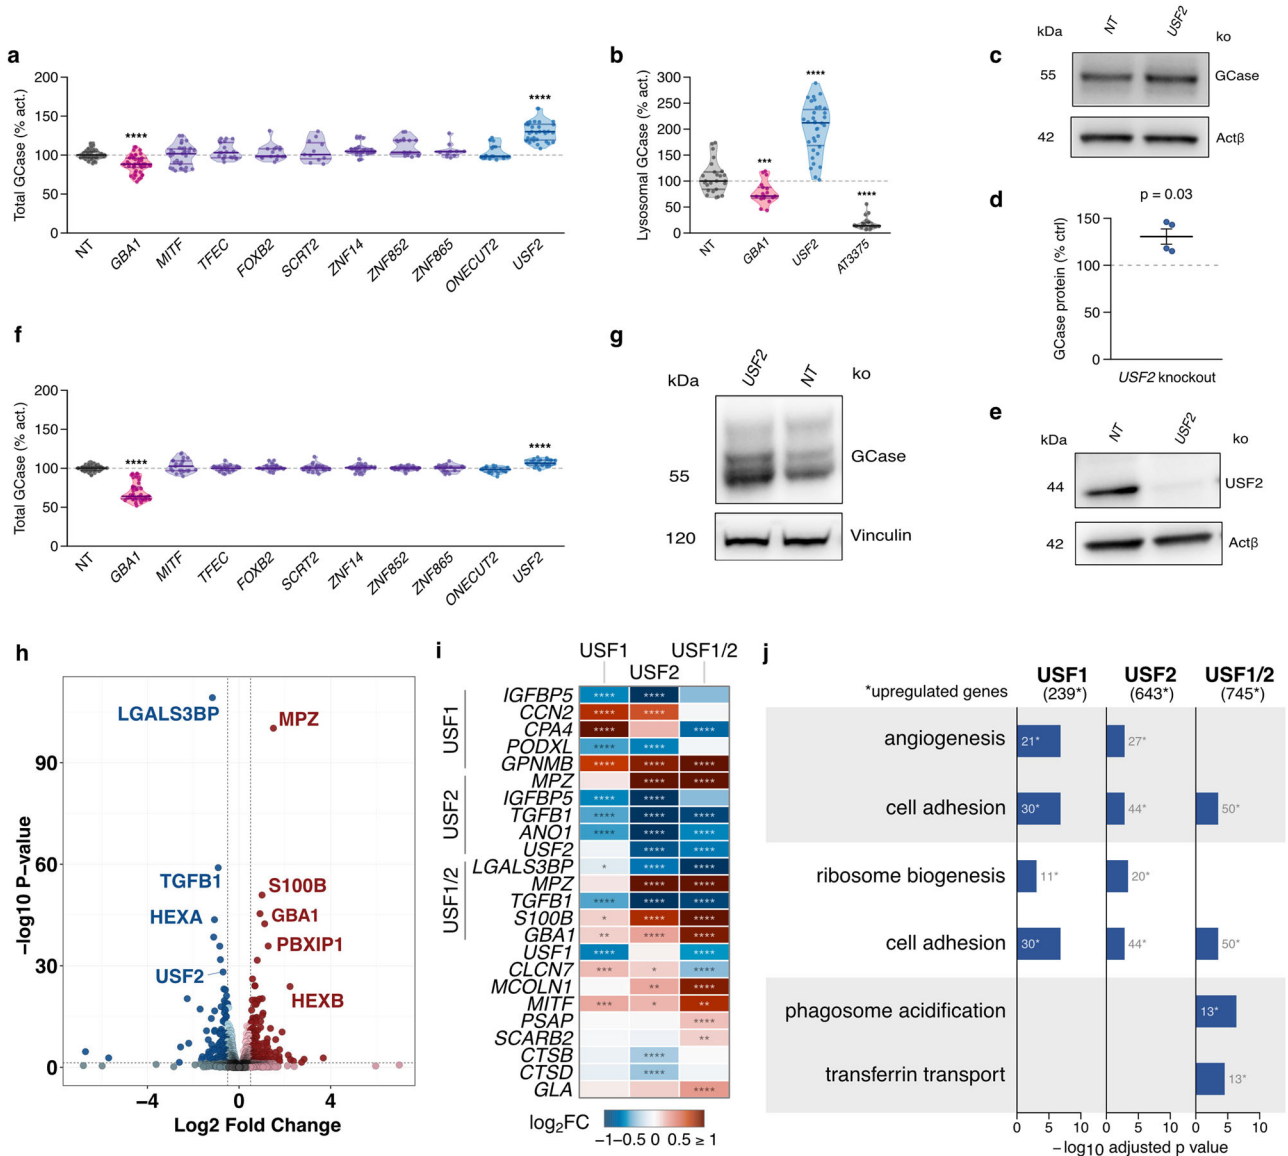 a
Total GCase (% act.)
200
150
100
50
0
****
****
NT
GBA1
MITF
TFEC
FOXB2
SCRT2
ZNF14
ZNF852
ZNF865
ONECUT2
USF2
b
Lysosomal GCase (% act.)
300
250
200
150
100
50
0
***
****
****
NT
GBA1
USF2
AT3375
c
kDa
NT
USF2
ko
55
GCase
42
Actβ
d
p = 0.03
GCase protein (% ctrl)
150
100
50
0
USF2 knockout
e
kDa
NT
USF2
ko
44
USF2
42
Actβ
f
Total GCase (% act.)
200
150
100
50
0
****
****
NT
GBA1
MITF
TFEC
FOXB2
SCRT2
ZNF14
ZNF852
ZNF865
ONECUT2
USF2
g
kDa
USF2
NT
ko
55
GCase
120
Vinculin
h
−log10 P−value
90
60
30
0
LGALS3BP
MPZ
TGFB1
S100B
HEXA
GBA1
PBXIP1
USF2
HEXB
−4
0
4
Log2 Fold Change
i
USF1
USF2
USF1/2
USF1
USF2
USF1/2
IGFBP5 **** ****
CCN2 **** ****
CPA4 **** ****
PODXL **** ****
GPNMB **** **** ****
MPZ **** ****
IGFBP5 **** ****
TGFB1 **** **** ****
ANO1 **** **** ****
USF2 **** ****
LGALS3BP * **** ****
MPZ **** ****
TGFB1 **** **** ****
S100B * **** ****
GBA1 ** **** ****
USF1 **** ****
CLCN7 *** * ****
MCOLN1 ** ****
MITF *** * **
PSAP ****
SCARB2 **
CTSB ****
CTSD ****
GLA ****
log2FC
−1−0.5 0 0.5 ≥ 1
j
*upregulated genes
USF1 (239*)
USF2 (643*)
USF1/2 (745*)
angiogenesis 21* 27*
cell adhesion 30* 44* 50*
ribosome biogenesis 11* 20*
cell adhesion 30* 44* 50*
phagosome acidification 13*
transferrin transport 13*
0 5 10 0 5 10 0 5 10
−log10 adjusted p value